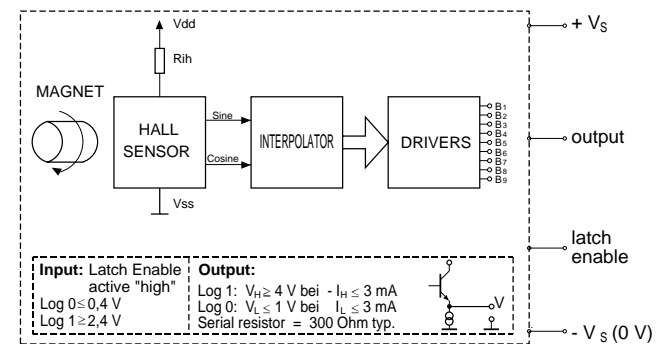 Vdd
Rih
+ VS
MAGNET
HALL
SENSOR
Sine
Cosine
INTERPOLATOR
DRIVERS
B1
B2
B3
B4
B5
B6
B7
B8
B9
output
Vss
latch
enable
Input: Latch Enable
active "high"
Log 0≤0,4 V
Log 1≥2,4 V
Output:
Log 1: VH≥ 4 V bei - IH ≤ 3 mA
Log 0: VL ≤ 1 V bei IL ≤ 3 mA
Serial resistor = 300 Ohm typ.
V
- VS (0 V)